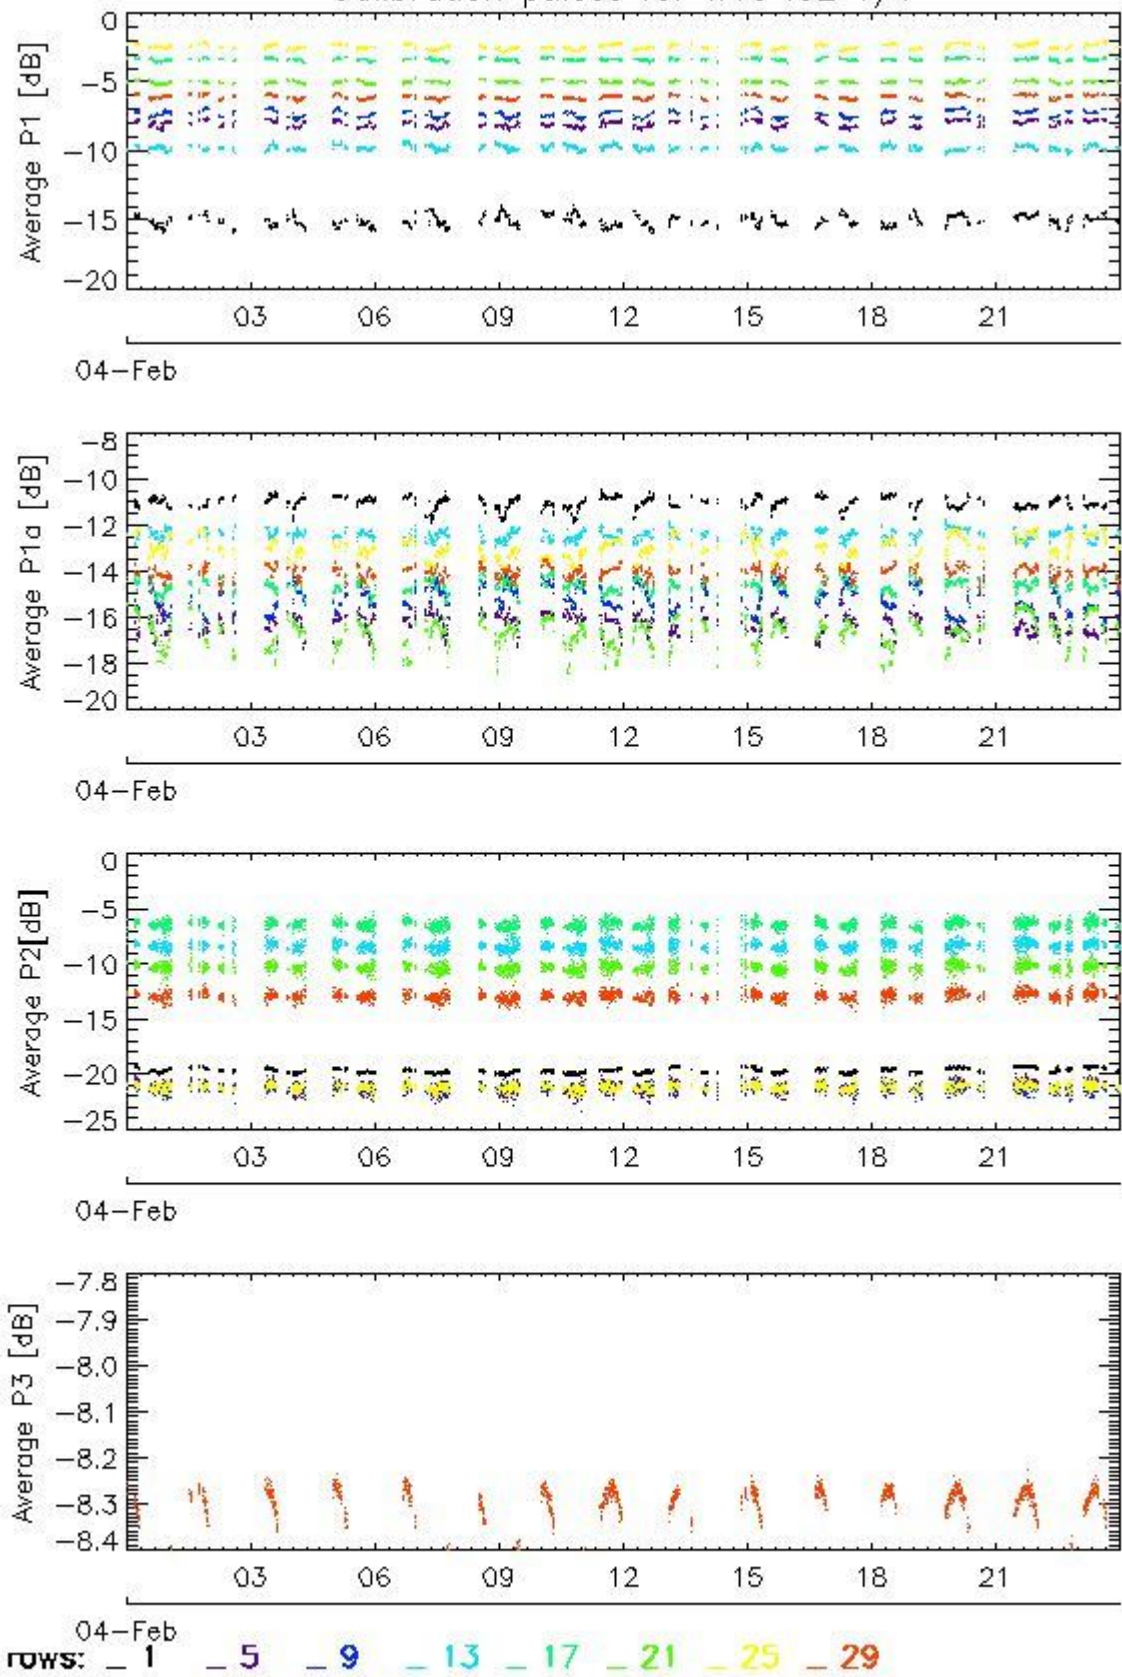 0
−5
−10
−15
−20
Average P1 [dB]
03 06 09 12 15 18 21
04−Feb
−8
−10
−12
−14
−16
−18
−20
Average P1a [dB]
03 06 09 12 15 18 21
04−Feb
0
−5
−10
−15
−20
−25
Average P2[dB]
03 06 09 12 15 18 21
04−Feb
−7.8
−7.9
−8.0
−8.1
−8.2
−8.3
−8.4
Average P3 [dB]
03 06 09 12 15 18 21
04−Feb
rows: _ 1 _ 5 _ 9 _ 13 _ 17 _ 21 _ 25 _ 29